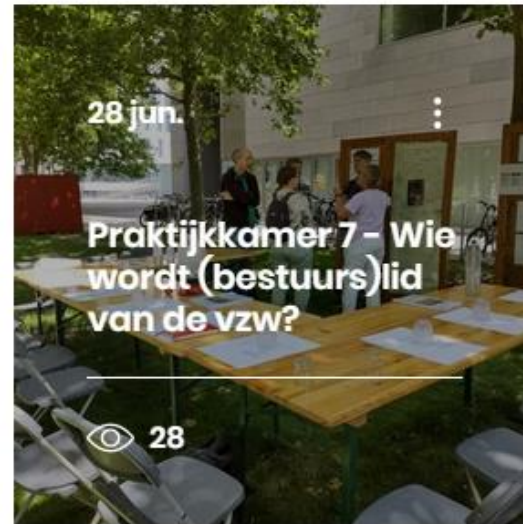 28 jun.
Praktijkkamer 7 - Wie
wordt (bestuurs)lid
van de vzw?
28